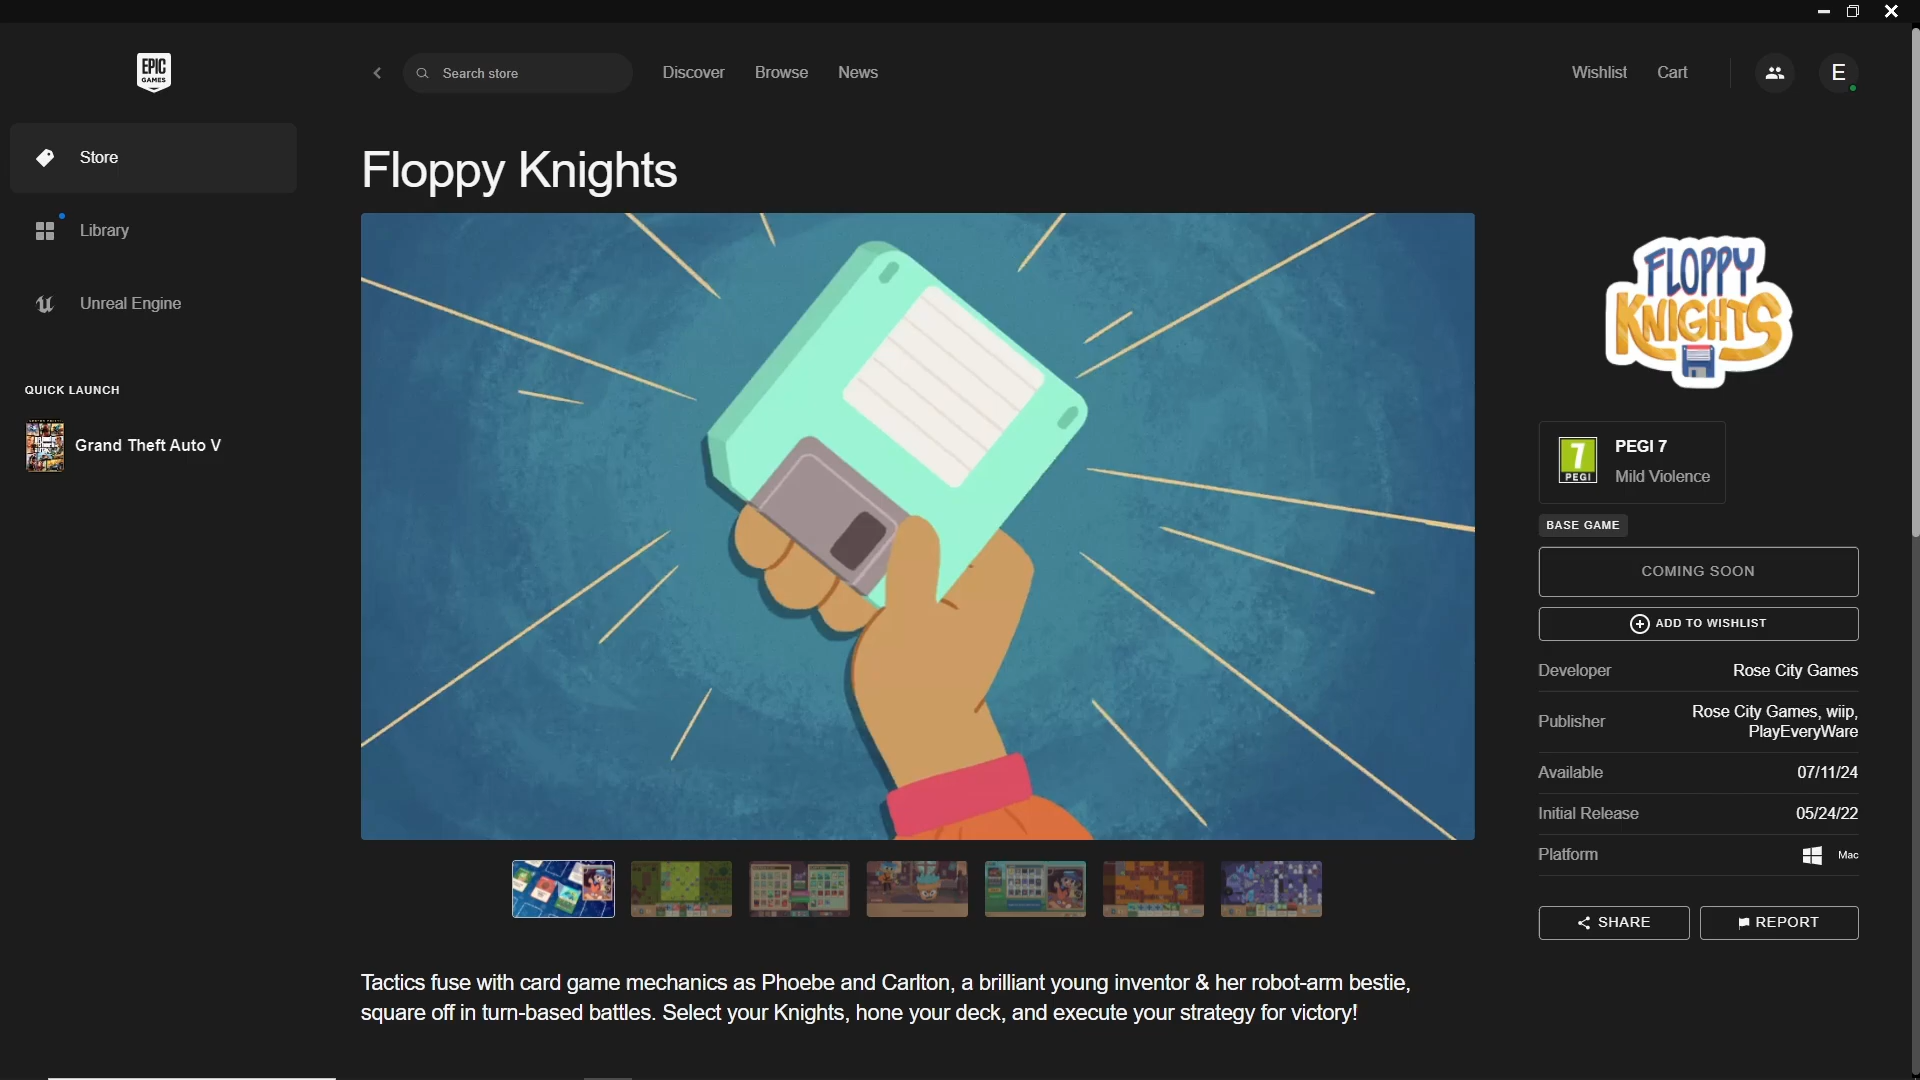 EPIC
GAMES
Search store
Discover
Browse
News
Wishlist
Cart
E
Store
Library
Unreal Engine
QUICK LAUNCH
Grand Theft Auto V
Floppy Knights
FLOPPY
KNIGHTS
7
PEGI
PEGI 7
Mild Violence
BASE GAME
COMING SOON
ADD TO WISHLIST
Developer
Rose City Games
Publisher
Rose City Games, wiip,
PlayEveryWare
Available
07/11/24
Initial Release
05/24/22
Platform
Mac
SHARE
REPORT
Tactics fuse with card game mechanics as Phoebe and Carlton, a brilliant young inventor & her robot-arm bestie,
square off in turn-based battles. Select your Knights, hone your deck, and execute your strategy for victory!